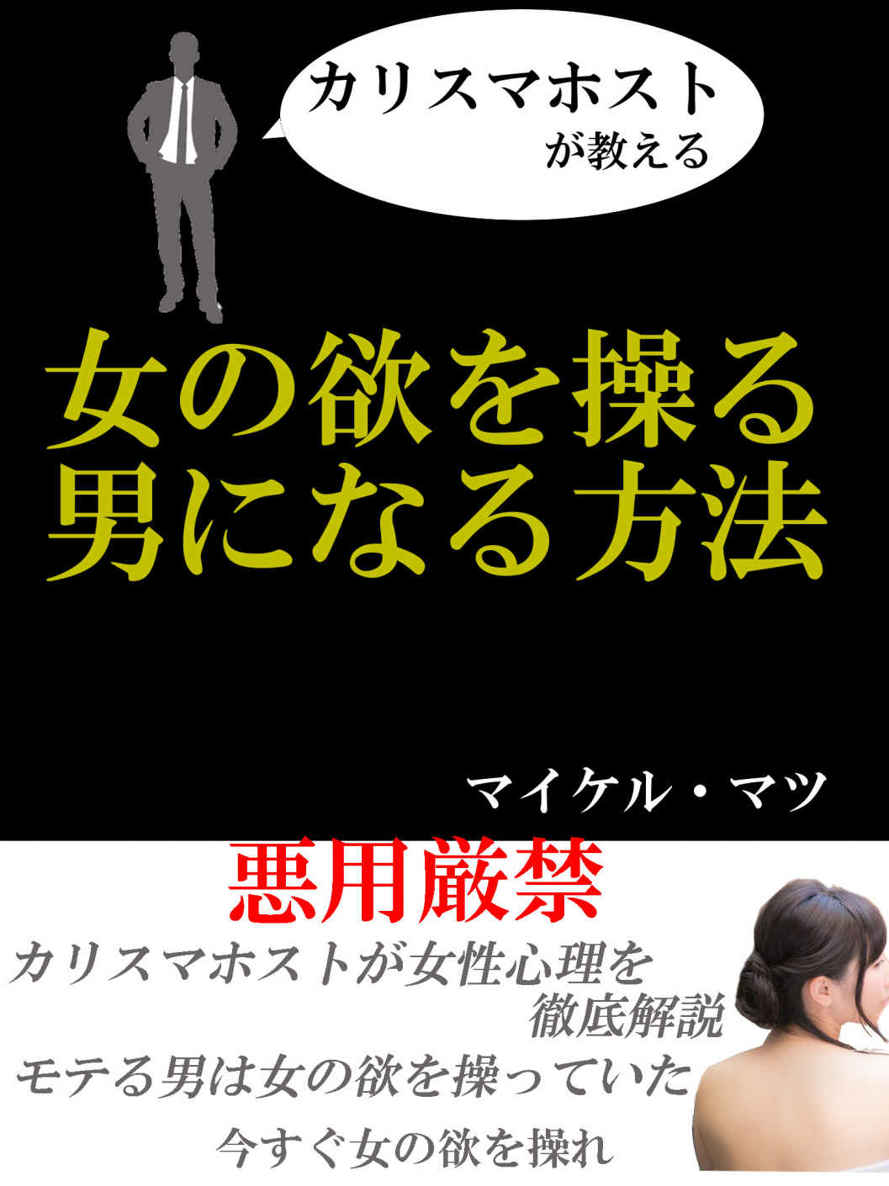 カリスマホスト
が教える
女の欲を操る
男になる方法
マイケル・マツ
悪用厳禁
カリスマホストが女性心理を
徹底解説
モテる男は女の欲を操っていた
今すぐ女の欲を操れ